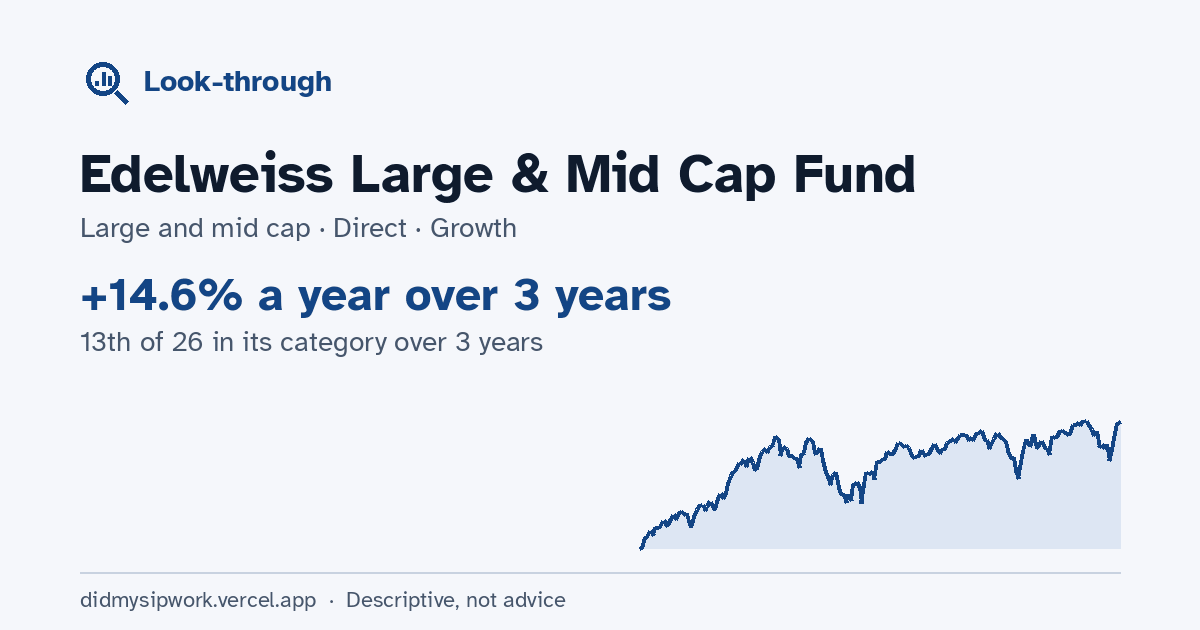 Look-through
Edelweiss Large & Mid Cap Fund
Large and mid cap · Direct · Growth
+14.6% a year over 3 years
13th of 26 in its category over 3 years
didmysipwork.vercel.app · Descriptive, not advice